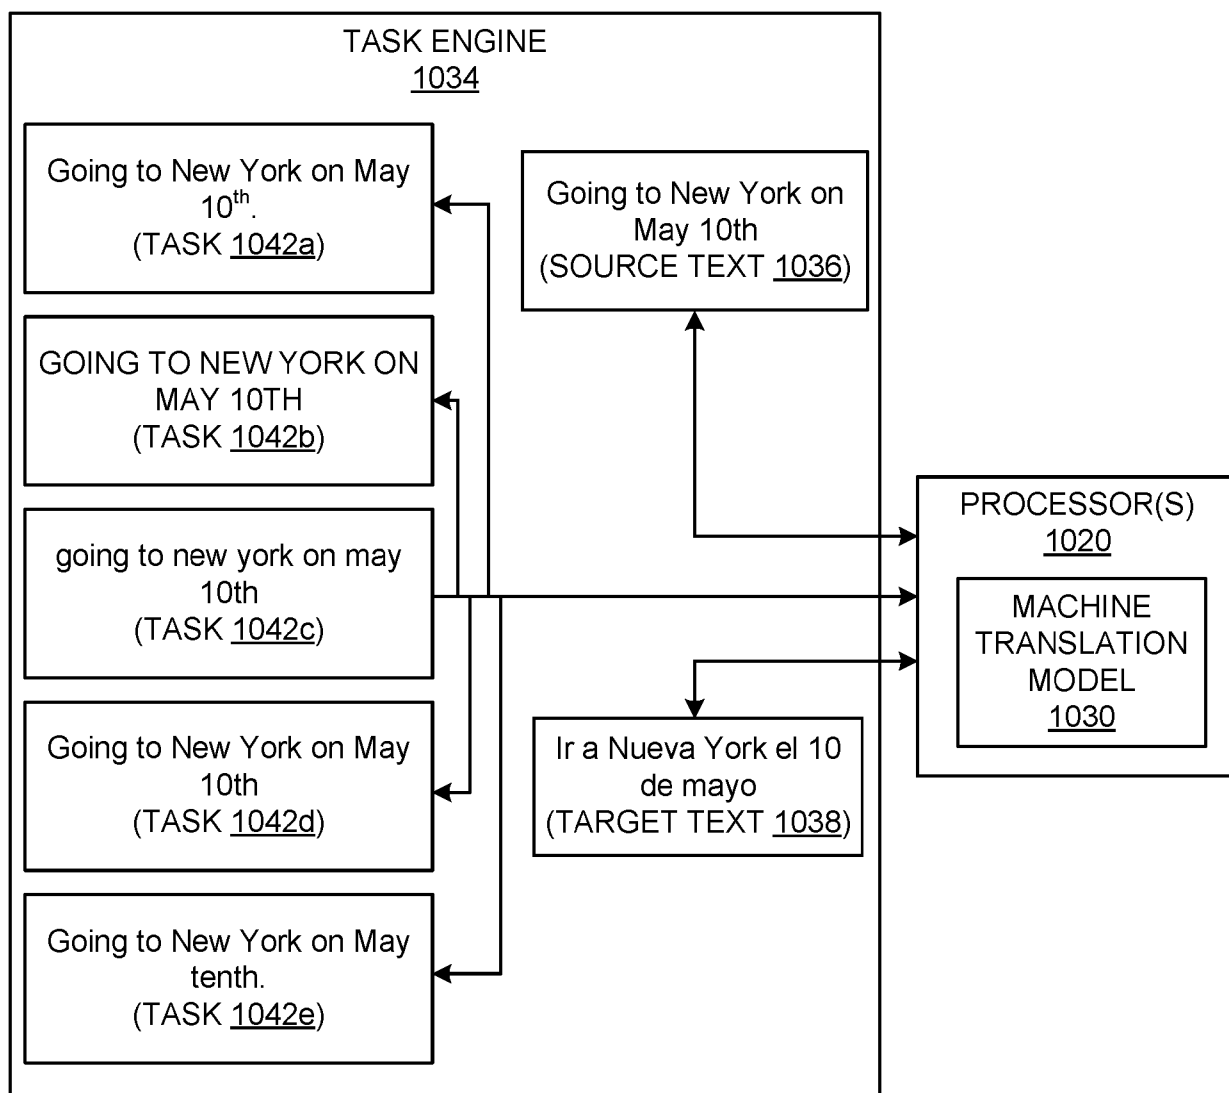 TASK ENGINE
1034
Going to New York on May
10th.
(TASK 1042a)
GOING TO NEW YORK ON
MAY 10TH
(TASK 1042b)
going to new york on may
10th
(TASK 1042c)
Going to New York on May
10th
(TASK 1042d)
Going to New York on May
tenth.
(TASK 1042e)
Going to New York on
May 10th
(SOURCE TEXT 1036)
Ir a Nueva York el 10
de mayo
(TARGET TEXT 1038)
PROCESSOR(S)
1020
MACHINE
TRANSLATION
MODEL
1030